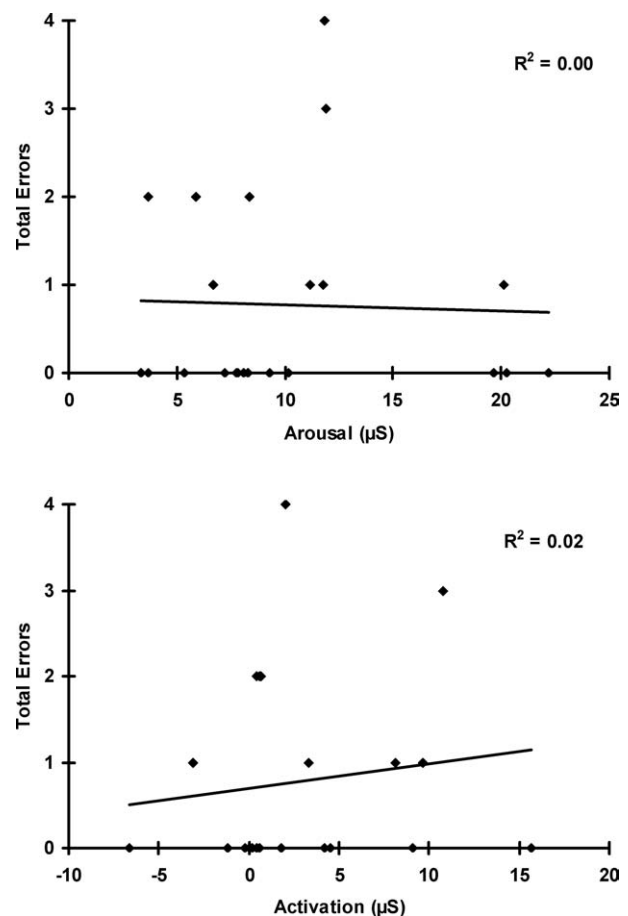 4
R² = 0.00
3
Total Errors
2
1
0
0 5 10 15 20 25
Arousal (µS)
4
R² = 0.02
3
Total Errors
2
1
0
-10 -5 0 5 10 15 20
Activation (µS)